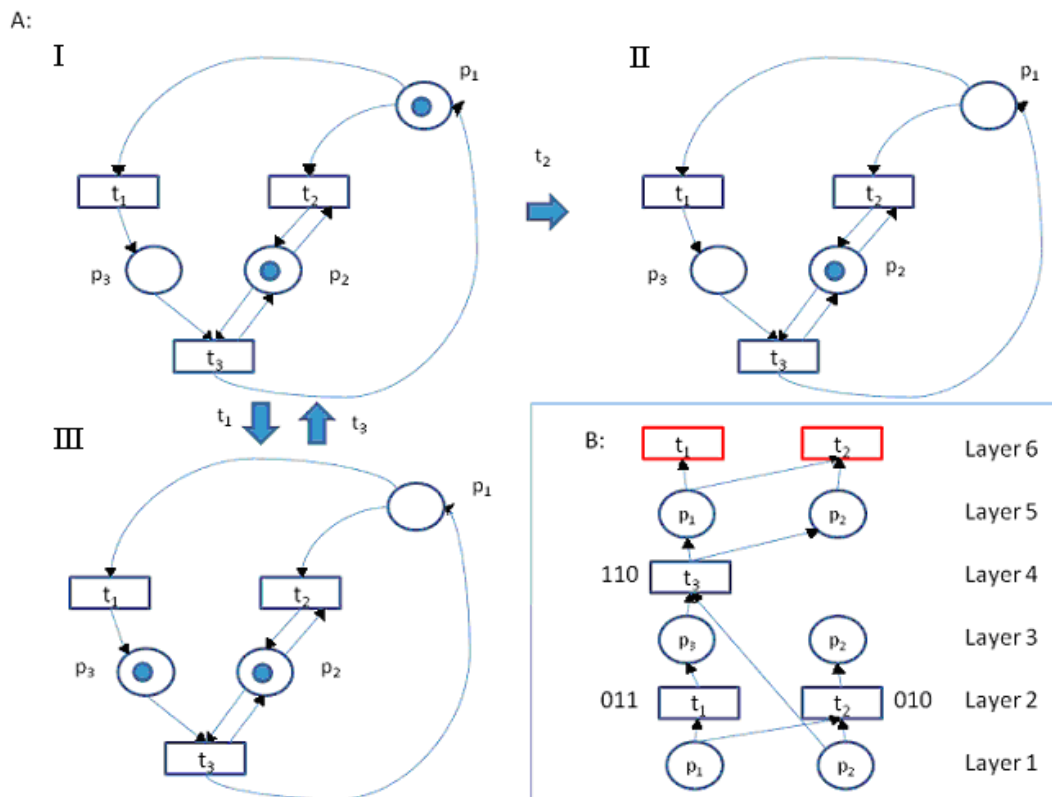 A:
I
II
p₁
p₁
t₂
t₁
t₂
t₁
t₂
p₃
p₂
p₃
p₂
t₃
t₃
t₁
t₃
III
p₁
t₁
t₂
p₃
p₂
t₃
B:
t₁
t₂
Layer 6
p₁
p₂
Layer 5
110
t₃
Layer 4
p₃
p₂
Layer 3
011
t₁
t₂
010
Layer 2
p₁
p₂
Layer 1